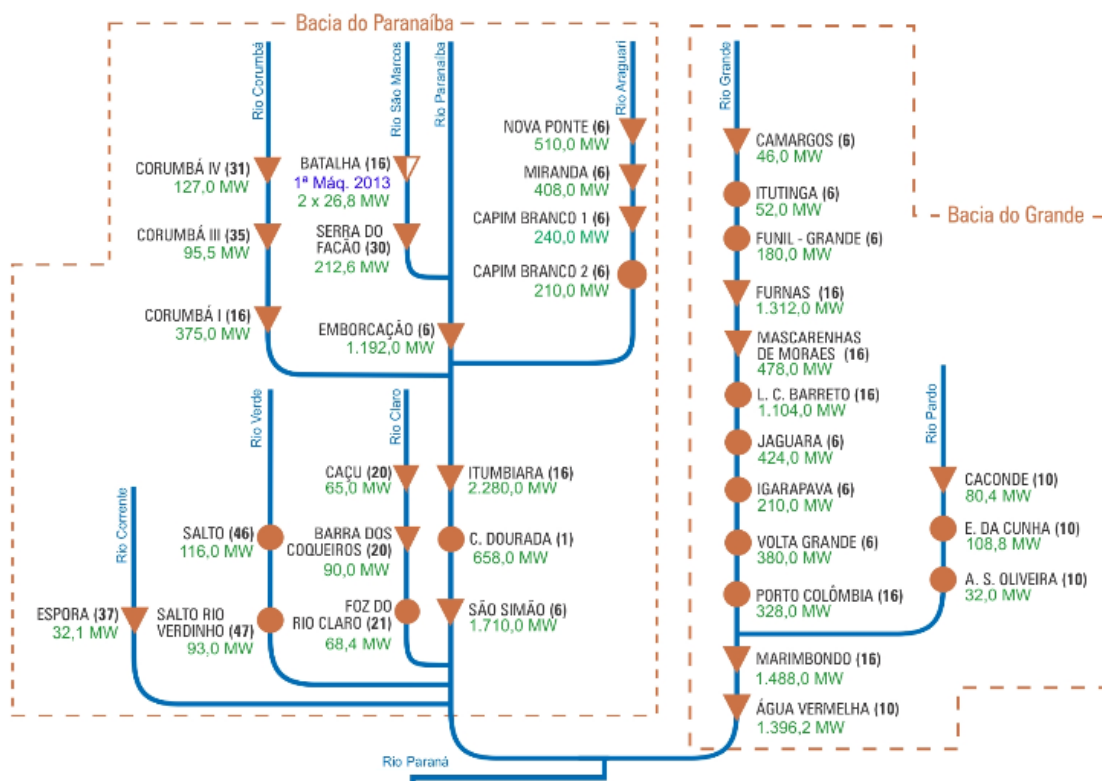 Bacia do Paranaíba
Rio Corumbá
Rio São Marcos
Rio Paranaíba
Rio Araguari
CORUMBÁ IV (31)
127,0 MW
CORUMBÁ III (35)
95,5 MW
CORUMBÁ I (16)
375,0 MW
BATALHA (16)
1ª Máq. 2013
2 x 26,8 MW
SERRA DO
FACÃO (30)
212,6 MW
EMBORCAÇÃO (6)
1.192,0 MW
NOVA PONTE (6)
510,0 MW
MIRANDA (6)
408,0 MW
CAPIM BRANCO 1 (6)
240,0 MW
CAPIM BRANCO 2 (6)
210,0 MW
Rio Corrente
Rio Verde
Rio Claro
ESPORA (37)
32,1 MW
SALTO (46)
116,0 MW
SALTO RIO
VERDINHO (47)
93,0 MW
CAÇU (20)
65,0 MW
BARRA DOS
COQUEIROS (20)
90,0 MW
FOZ DO
RIO CLARO (21)
68,4 MW
ITUMBIARA (16)
2.280,0 MW
C. DOURADA (1)
658,0 MW
SÃO SIMÃO (6)
1.710,0 MW
Bacia do Grande
Rio Grande
CAMARGOS (6)
46,0 MW
ITUTINGA (6)
52,0 MW
FUNIL - GRANDE (6)
180,0 MW
FURNAS (16)
1.312,0 MW
MASCARENHAS
DE MORAES (16)
478,0 MW
L. C. BARRETO (16)
1.104,0 MW
JAGUARA (6)
424,0 MW
IGARAPAVA (6)
210,0 MW
VOLTA GRANDE (6)
380,0 MW
PORTO COLÔMBIA (16)
328,0 MW
Rio Pardo
CACONDE (10)
80,4 MW
E. DA CUNHA (10)
108,8 MW
A. S. OLIVEIRA (10)
32,0 MW
MARIMBONDO (16)
1.488,0 MW
ÁGUA VERMELHA (10)
1.396,2 MW
Rio Paraná